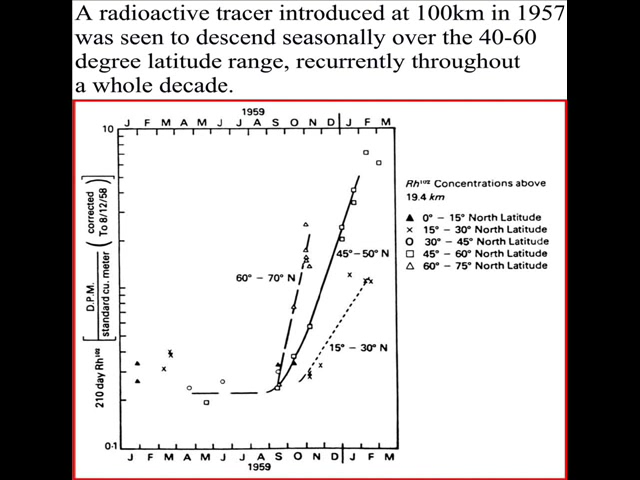 A radioactive tracer introduced at 100km in 1957
was seen to descend seasonally over the 40-60
degree latitude range, recurrently throughout
a whole decade.
1959
J F M A M J J A S O N D J F M
10
Rh¹⁰² Concentrations above
19.4 km
0° – 15° North Latitude
15° – 30° North Latitude
30° – 45° North Latitude
45° – 60° North Latitude
60° – 75° North Latitude
45°–50° N
60° – 70° N
15° – 30° N
210 day Rh¹⁰² [D.P.M. / standard cu. meter] (corrected To 8/12/58)
0·1
J F M A M J J A S O N D J F M
1959